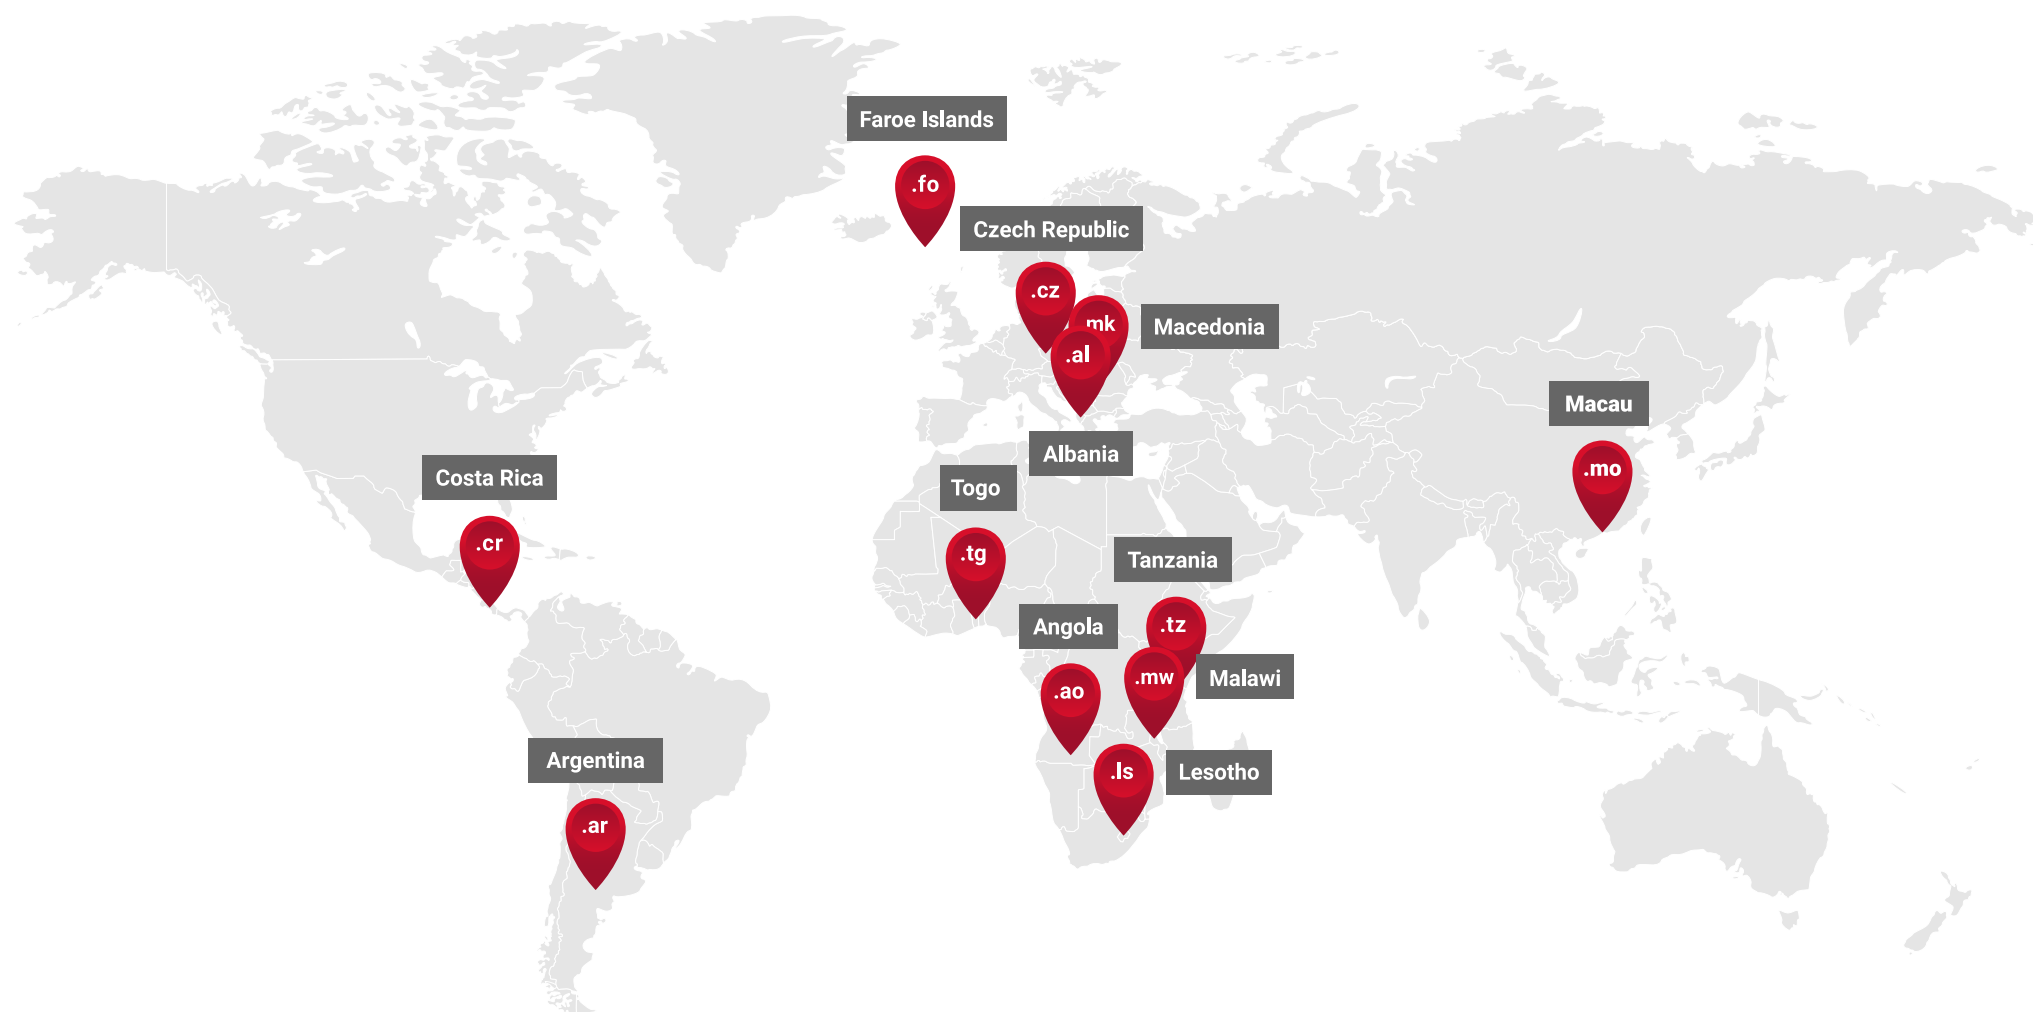 Faroe Islands
.fo
Czech Republic
.cz
Macedonia
mk
.al
Albania
Macau
.mo
Costa Rica
.cr
Togo
.tg
Tanzania
.tz
Angola
.ao
Malawi
.mw
Lesotho
.ls
Argentina
.ar